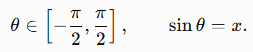 θ ∈ [−π/2, π/2], sin θ = x.